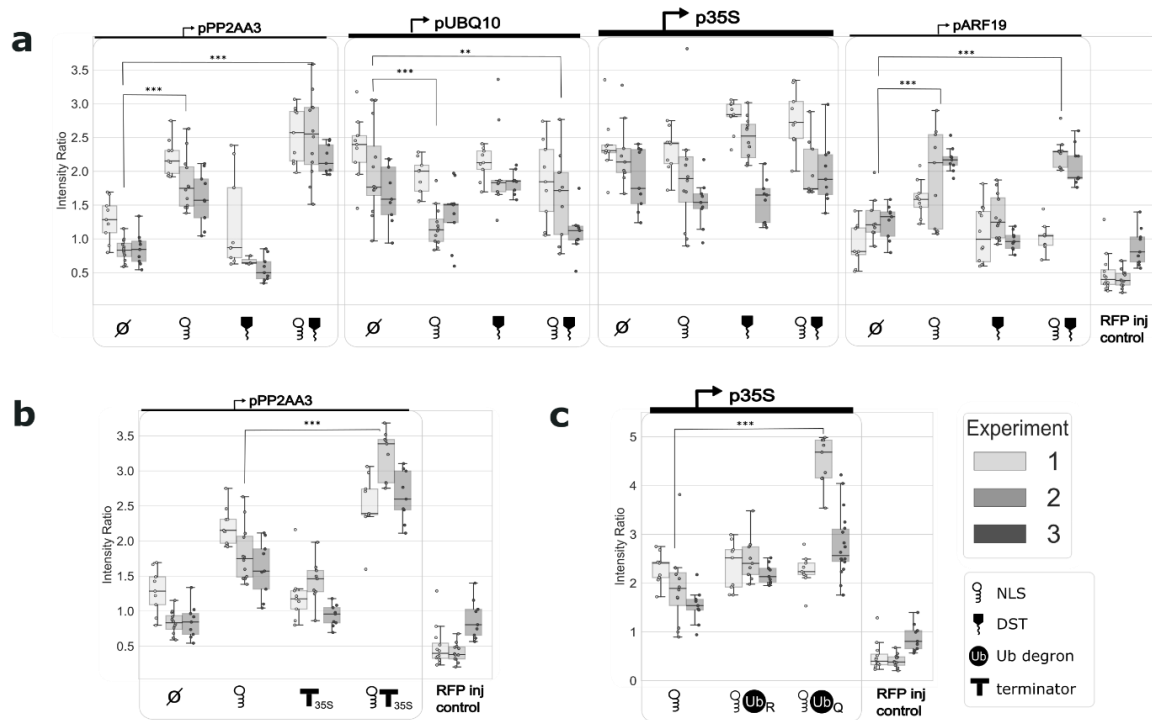 a
pPP2AA3
pUBQ10
p35S
pARF19
***
***
***
**
***
***
3.5
3.0
2.5
2.0
1.5
1.0
0.5
Intensity Ratio
Ø
Ø
Ø
Ø
RFP inj
control
b
pPP2AA3
***
3.5
3.0
2.5
2.0
1.5
1.0
0.5
Intensity Ratio
Ø
T35S
T35S
RFP inj
control
c
p35S
***
5
4
3
2
1
0
Intensity Ratio
Ub R
Ub Q
RFP inj
control
Experiment
1
2
3
NLS
DST
Ub Ub degron
T terminator